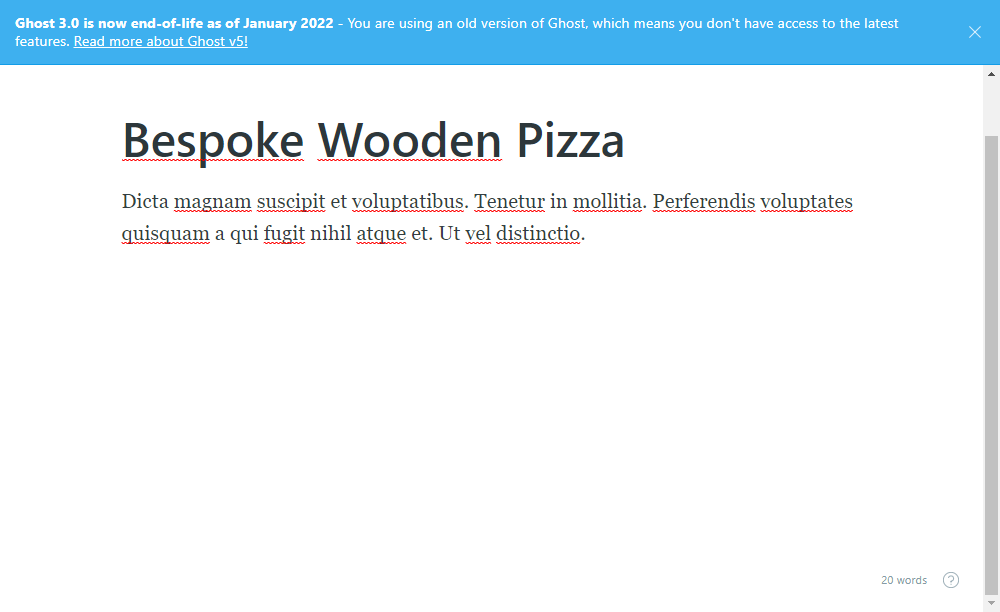 Ghost 3.0 is now end-of-life as of January 2022 - You are using an old version of Ghost, which means you don't have access to the latest
features. Read more about Ghost v5!
Bespoke Wooden Pizza
Dicta magnam suscipit et voluptatibus. Tenetur in mollitia. Perferendis voluptates
quisquam a qui fugit nihil atque et. Ut vel distinctio.
20 words
?